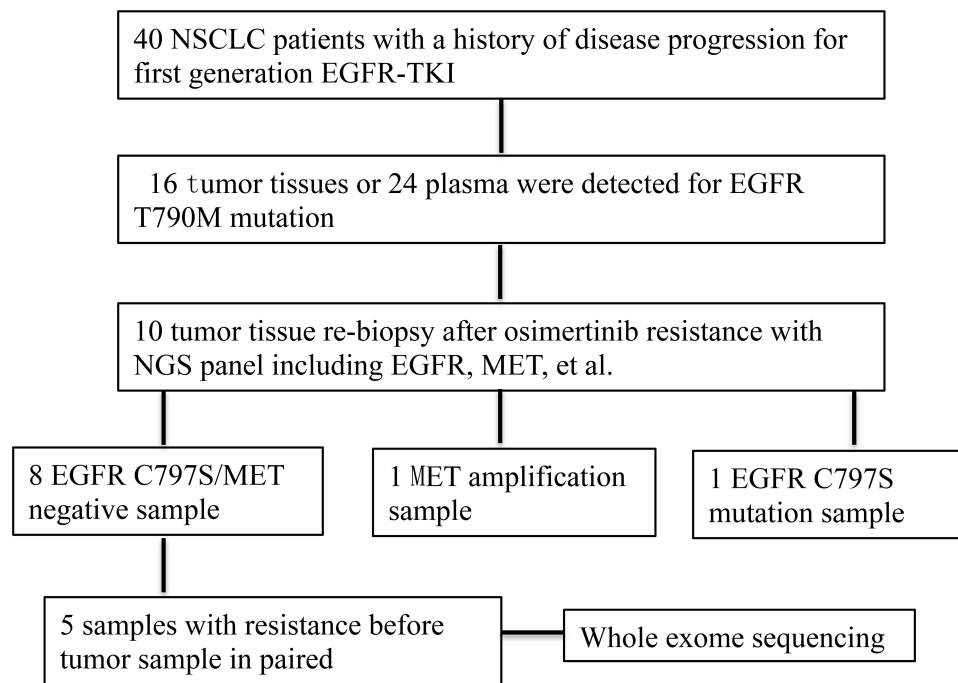 40 NSCLC patients with a history of disease progression for
first generation EGFR-TKI
16 tumor tissues or 24 plasma were detected for EGFR
T790M mutation
10 tumor tissue re-biopsy after osimertinib resistance with
NGS panel including EGFR, MET, et al.
8 EGFR C797S/MET
negative sample
1 MET amplification
sample
1 EGFR C797S
mutation sample
5 samples with resistance before
tumor sample in paired
Whole exome sequencing